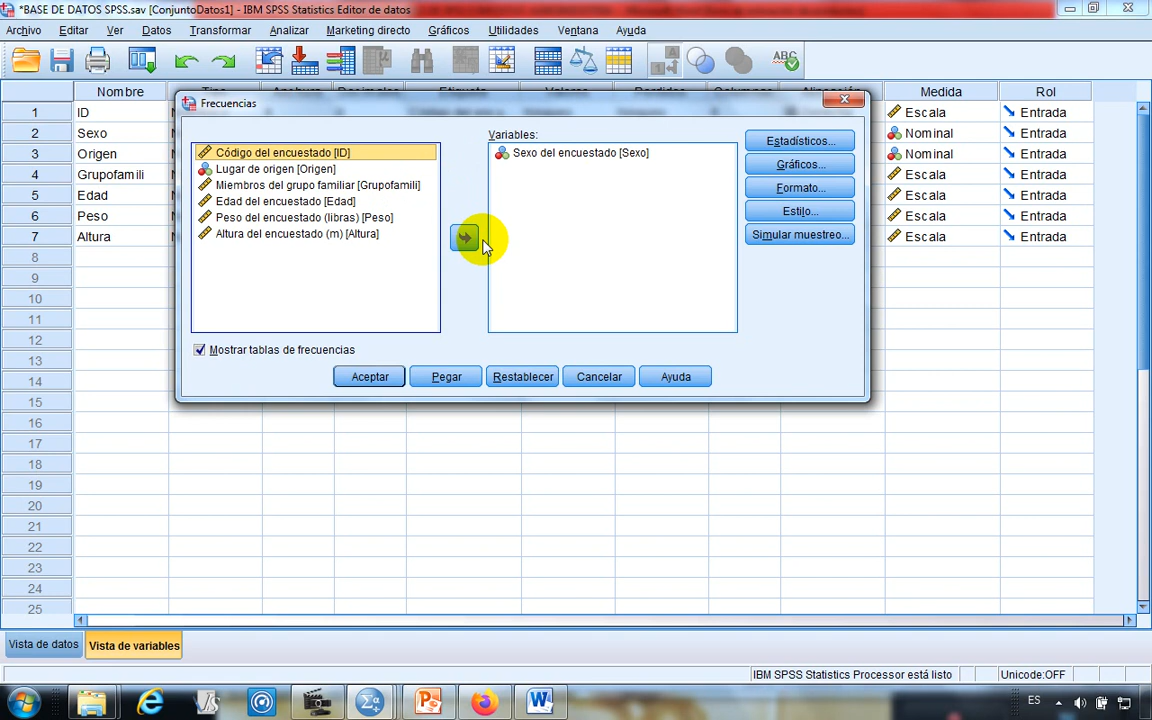 *BASE DE DATOS SPSS.sav [ConjuntoDatos1] - IBM SPSS Statistics Editor de datos
Archivo Editar Ver Datos Transformar Analizar Marketing directo Gráficos Utilidades Ventana Ayuda
Nombre Medida Rol
1 ID Escala Entrada
2 Sexo Nominal Entrada
3 Origen Nominal Entrada
4 Grupofamili Escala Entrada
5 Edad Escala Entrada
6 Peso Escala Entrada
7 Altura Escala Entrada
8
9
10
11
12
13
14
15
16
17
18
19
20
21
22
23
24
25
Frecuencias
Código del encuestado [ID]
Lugar de origen [Origen]
Miembros del grupo familiar [Grupofamili]
Edad del encuestado [Edad]
Peso del encuestado (libras) [Peso]
Altura del encuestado (m) [Altura]
Variables:
Sexo del encuestado [Sexo]
Estadísticos...
Gráficos...
Formato...
Estilo...
Simular muestreo...
Mostrar tablas de frecuencias
Aceptar Pegar Restablecer Cancelar Ayuda
Vista de datos Vista de variables
IBM SPSS Statistics Processor está listo Unicode:OFF
ES